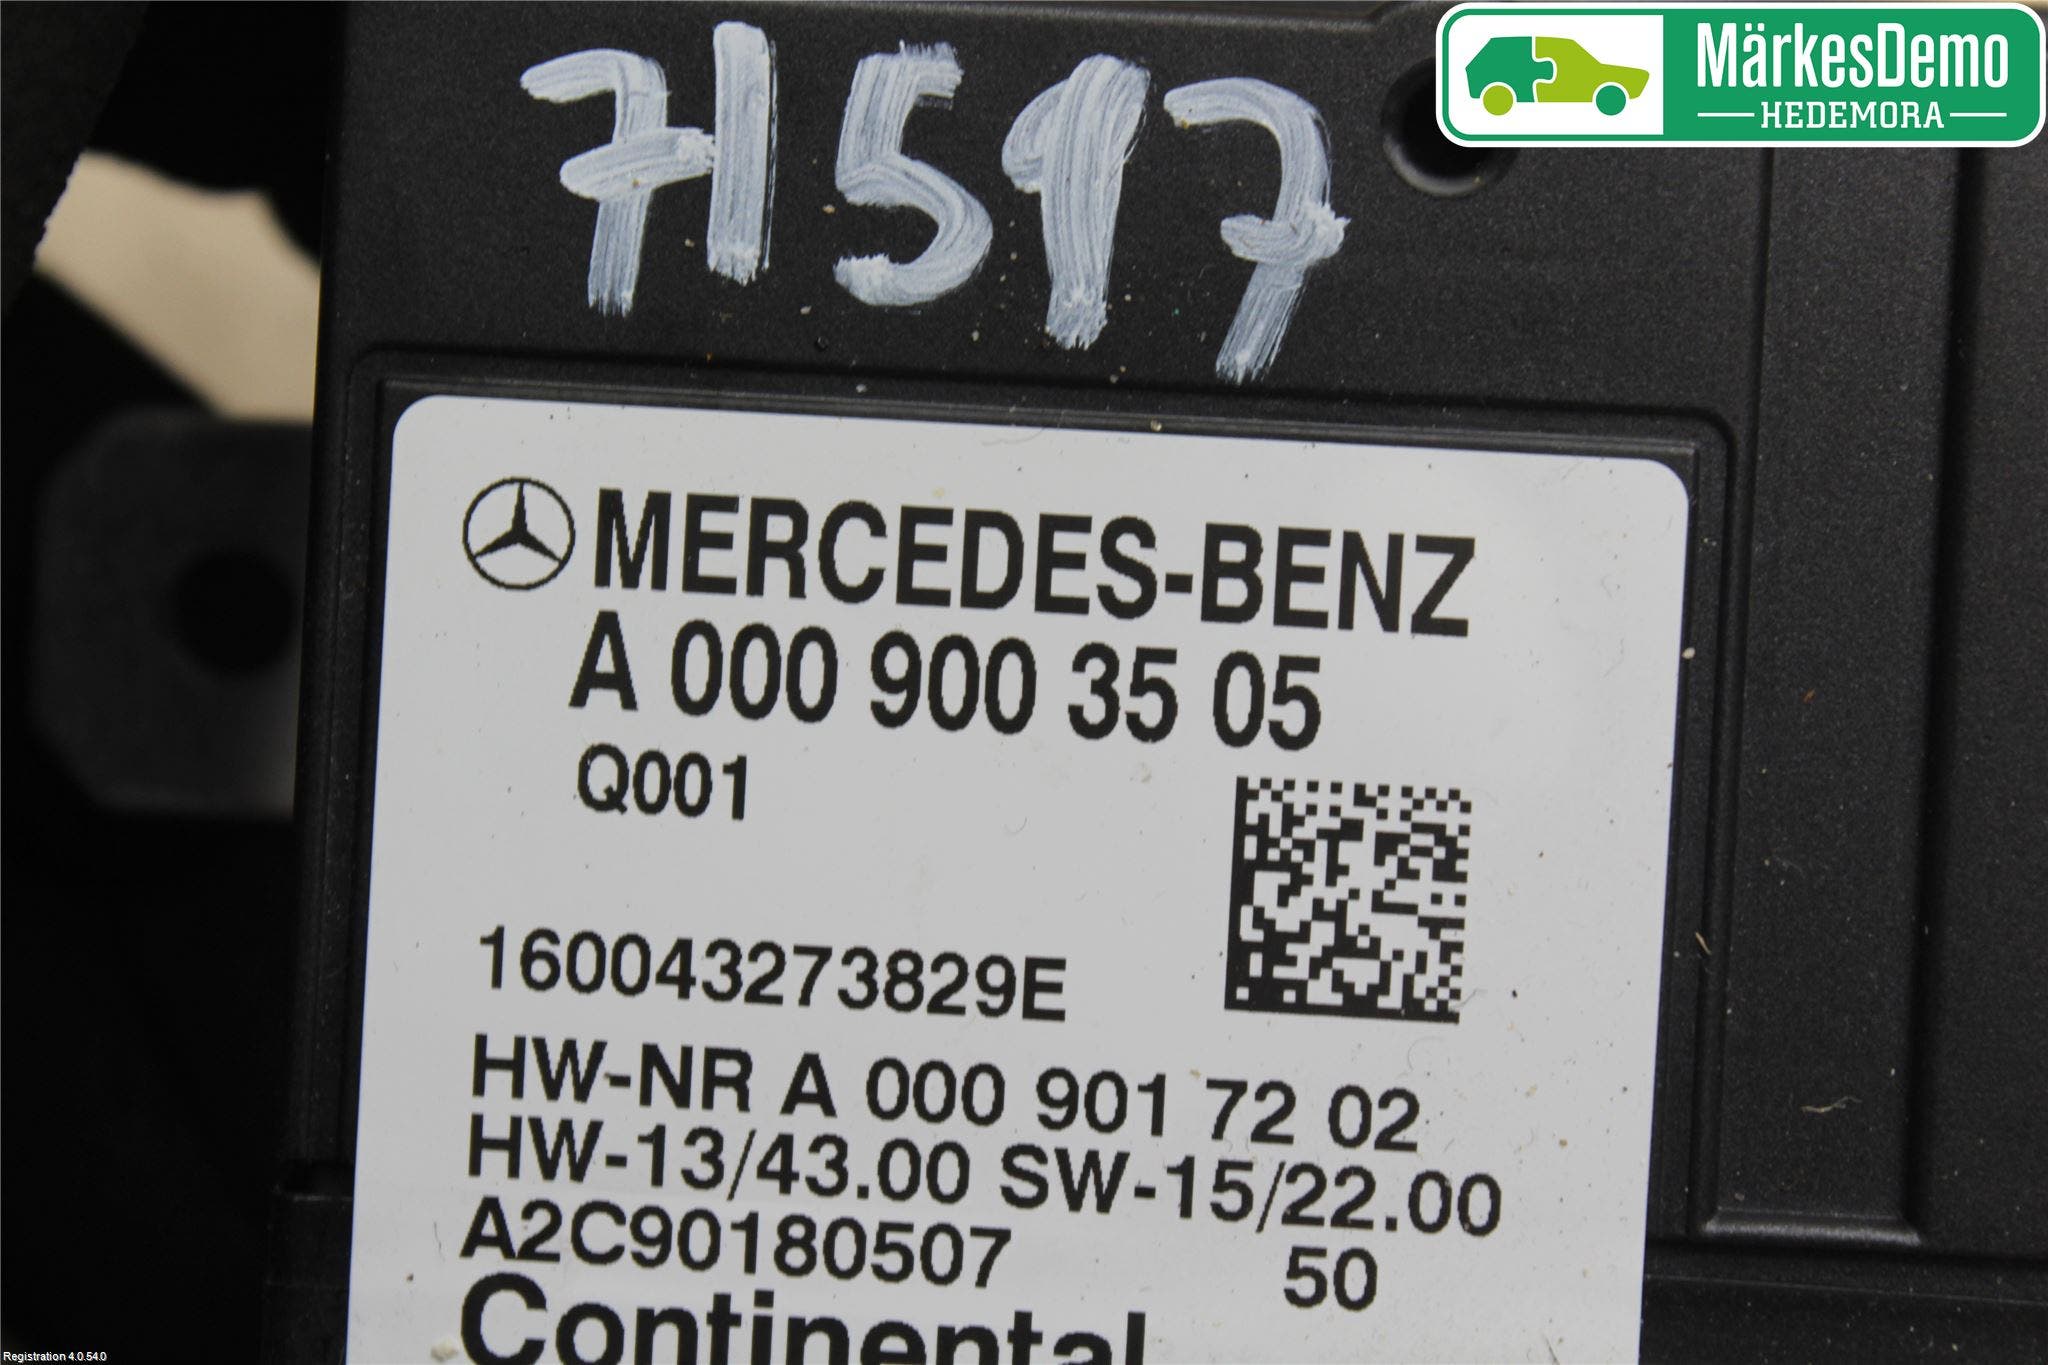 71517
MärkesDemo
HEDEMORA
MERCEDES-BENZ
A 000 900 35 05
Q001
160043273829E
HW-NR A 000 901 72 02
HW-13/43.00 SW-15/22.00
A2C90180507 50
Continental
Registration 4.0.54.0